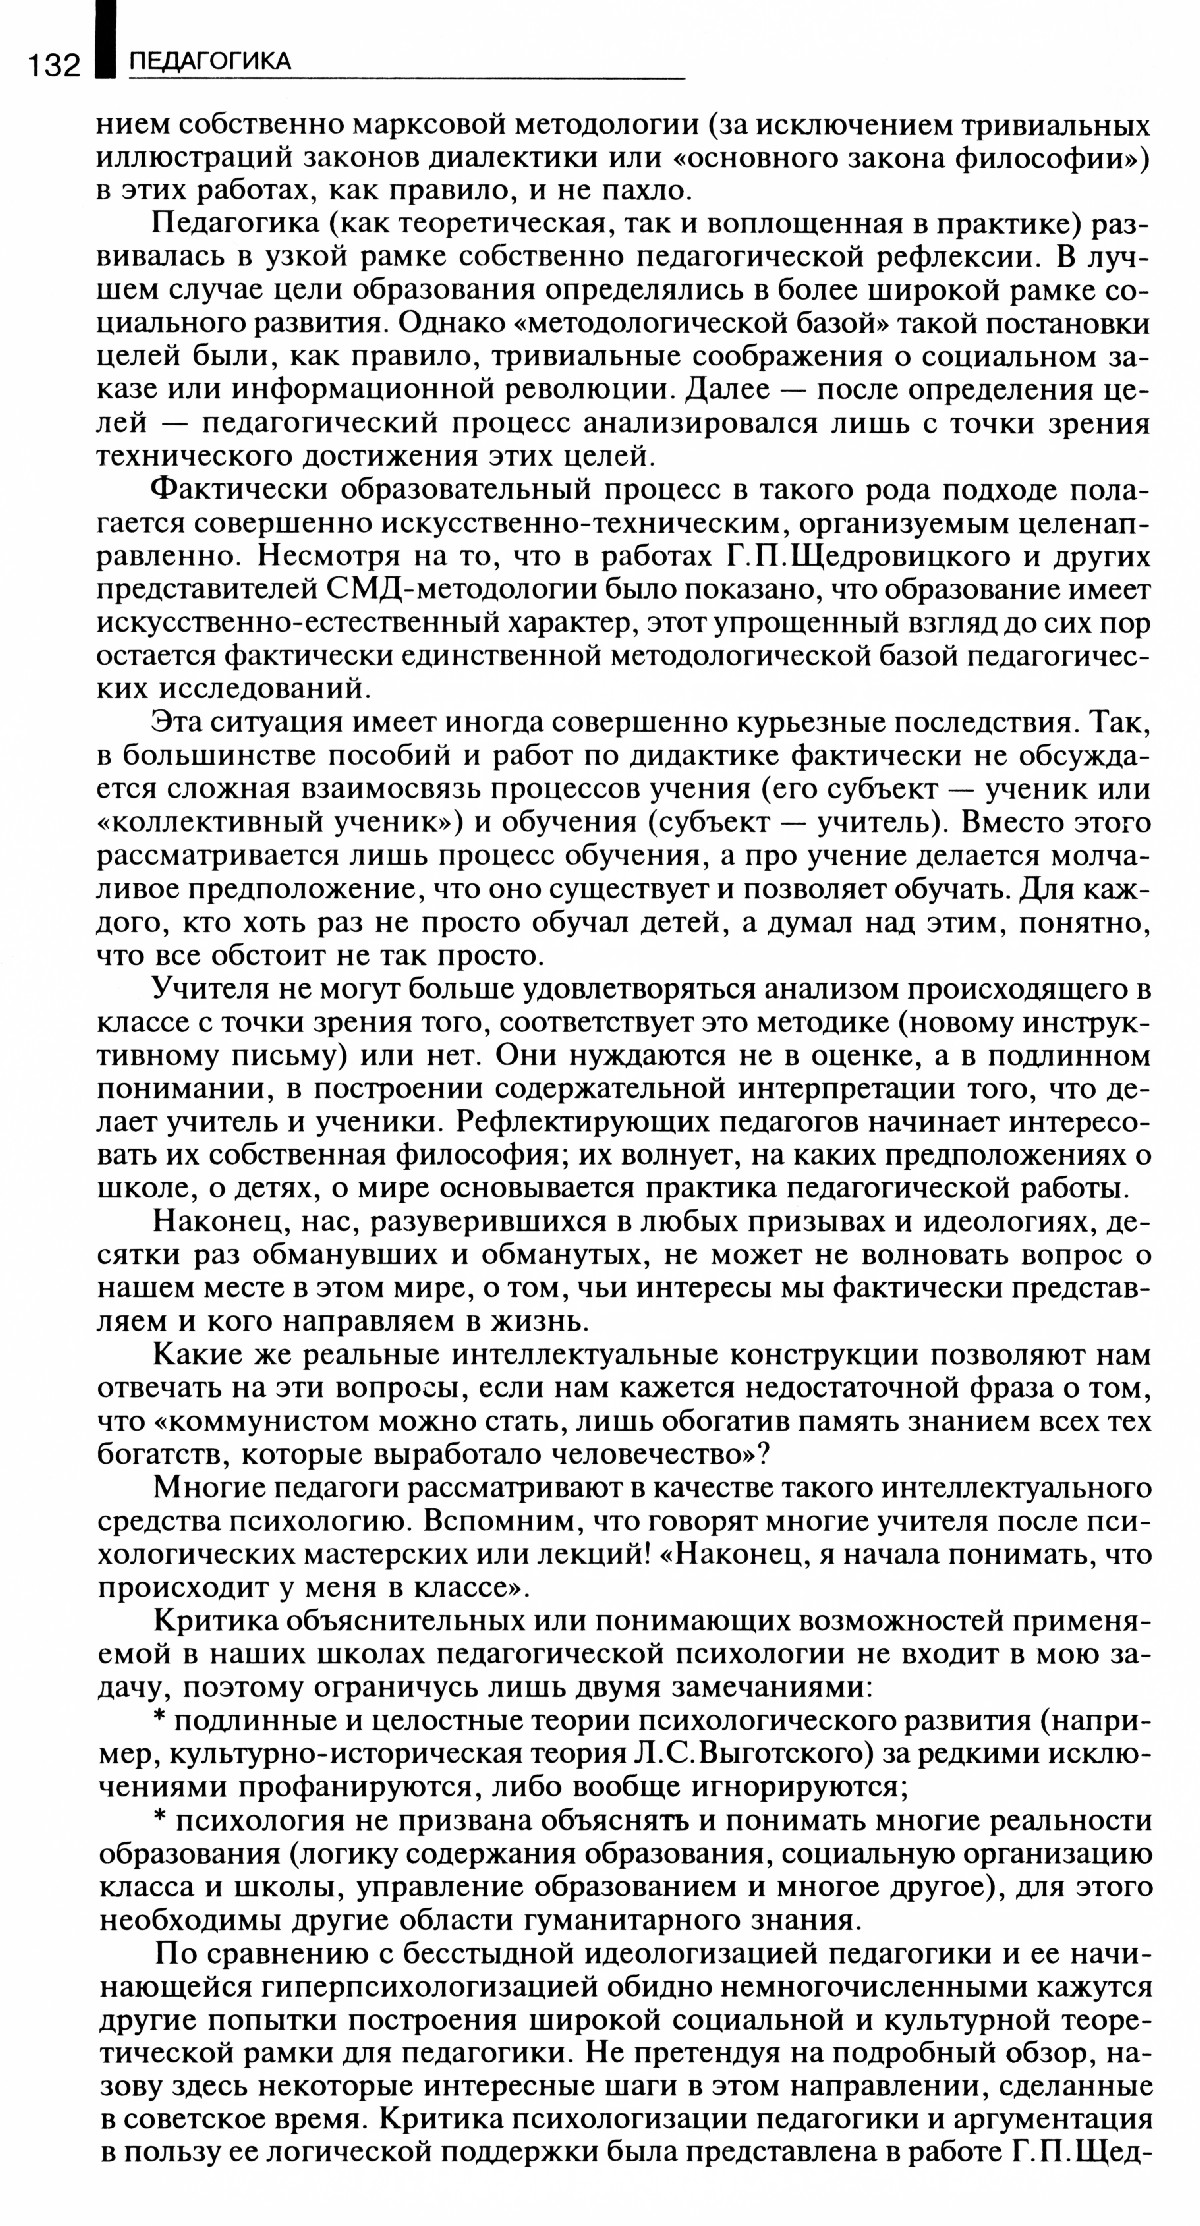 132 ПЕДАГОГИКА
нием собственно марксовой методологии (за исключением тривиальных
иллюстраций законов диалектики или «основного закона философии»)
в этих работах, как правило, и не пахло.
Педагогика (как теоретическая, так и воплощенная в практике) раз-
вивалась в узкой рамке собственно педагогической рефлексии. В луч-
шем случае цели образования определялись в более широкой рамке со-
циального развития. Однако «методологической базой» такой постановки
целей были, как правило, тривиальные соображения о социальном за-
казе или информационной революции. Далее — после определения це-
лей — педагогический процесс анализировался лишь с точки зрения
технического достижения этих целей.
Фактически образовательный процесс в такого рода подходе пола-
гается совершенно искусственно-техническим, организуемым целенап-
равленно. Несмотря на то, что в работах Г.П.Щедровицкого и других
представителей СМД-методологии было показано, что образование имеет
искусственно-естественный характер, этот упрощенный взгляд до сих пор
остается фактически единственной методологической базой педагогичес-
ких исследований.
Эта ситуация имеет иногда совершенно курьезные последствия. Так,
в большинстве пособий и работ по дидактике фактически не обсужда-
ется сложная взаимосвязь процессов учения (его субъект — ученик или
«коллективный ученик») и обучения (субъект — учитель). Вместо этого
рассматривается лишь процесс обучения, а про учение делается молча-
ливое предположение, что оно существует и позволяет обучать. Для каж-
дого, кто хоть раз не просто обучал детей, а думал над этим, понятно,
что все обстоит не так просто.
Учителя не могут больше удовлетворяться анализом происходящего в
классе с точки зрения того, соответствует это методике (новому инструк-
тивному письму) или нет. Они нуждаются не в оценке, а в подлинном
понимании, в построении содержательной интерпретации того, что де-
лает учитель и ученики. Рефлектирующих педагогов начинает интересо-
вать их собственная философия; их волнует, на каких предположениях о
школе, о детях, о мире основывается практика педагогической работы.
Наконец, нас, разуверившихся в любых призывах и идеологиях, де-
сятки раз обманувших и обманутых, не может не волновать вопрос о
нашем месте в этом мире, о том, чьи интересы мы фактически представ-
ляем и кого направляем в жизнь.
Какие же реальные интеллектуальные конструкции позволяют нам
отвечать на эти вопросы, если нам кажется недостаточной фраза о том,
что «коммунистом можно стать, лишь обогатив память знанием всех тех
богатств, которые выработало человечество»?
Многие педагоги рассматривают в качестве такого интеллектуального
средства психологию. Вспомним, что говорят многие учителя после пси-
хологических мастерских или лекций! «Наконец, я начала понимать, что
происходит у меня в классе».
Критика объяснительных или понимающих возможностей применя-
емой в наших школах педагогической психологии не входит в мою за-
дачу, поэтому ограничусь лишь двумя замечаниями:
* подлинные и целостные теории психологического развития (напри-
мер, культурно-историческая теория Л.С.Выготского) за редкими исклю-
чениями профанируются, либо вообще игнорируются;
* психология не призвана объяснять и понимать многие реальности
образования (логику содержания образования, социальную организацию
класса и школы, управление образованием и многое другое), для этого
необходимы другие области гуманитарного знания.
По сравнению с бесстыдной идеологизацией педагогики и ее начи-
нающейся гиперпсихологизацией обидно немногочисленными кажутся
другие попытки построения широкой социальной и культурной теоре-
тической рамки для педагогики. Не претендуя на подробный обзор, на-
зову здесь некоторые интересные шаги в этом направлении, сделанные
в советское время. Критика психологизации педагогики и аргументация
в пользу ее логической поддержки была представлена в работе Г.П.Щед-